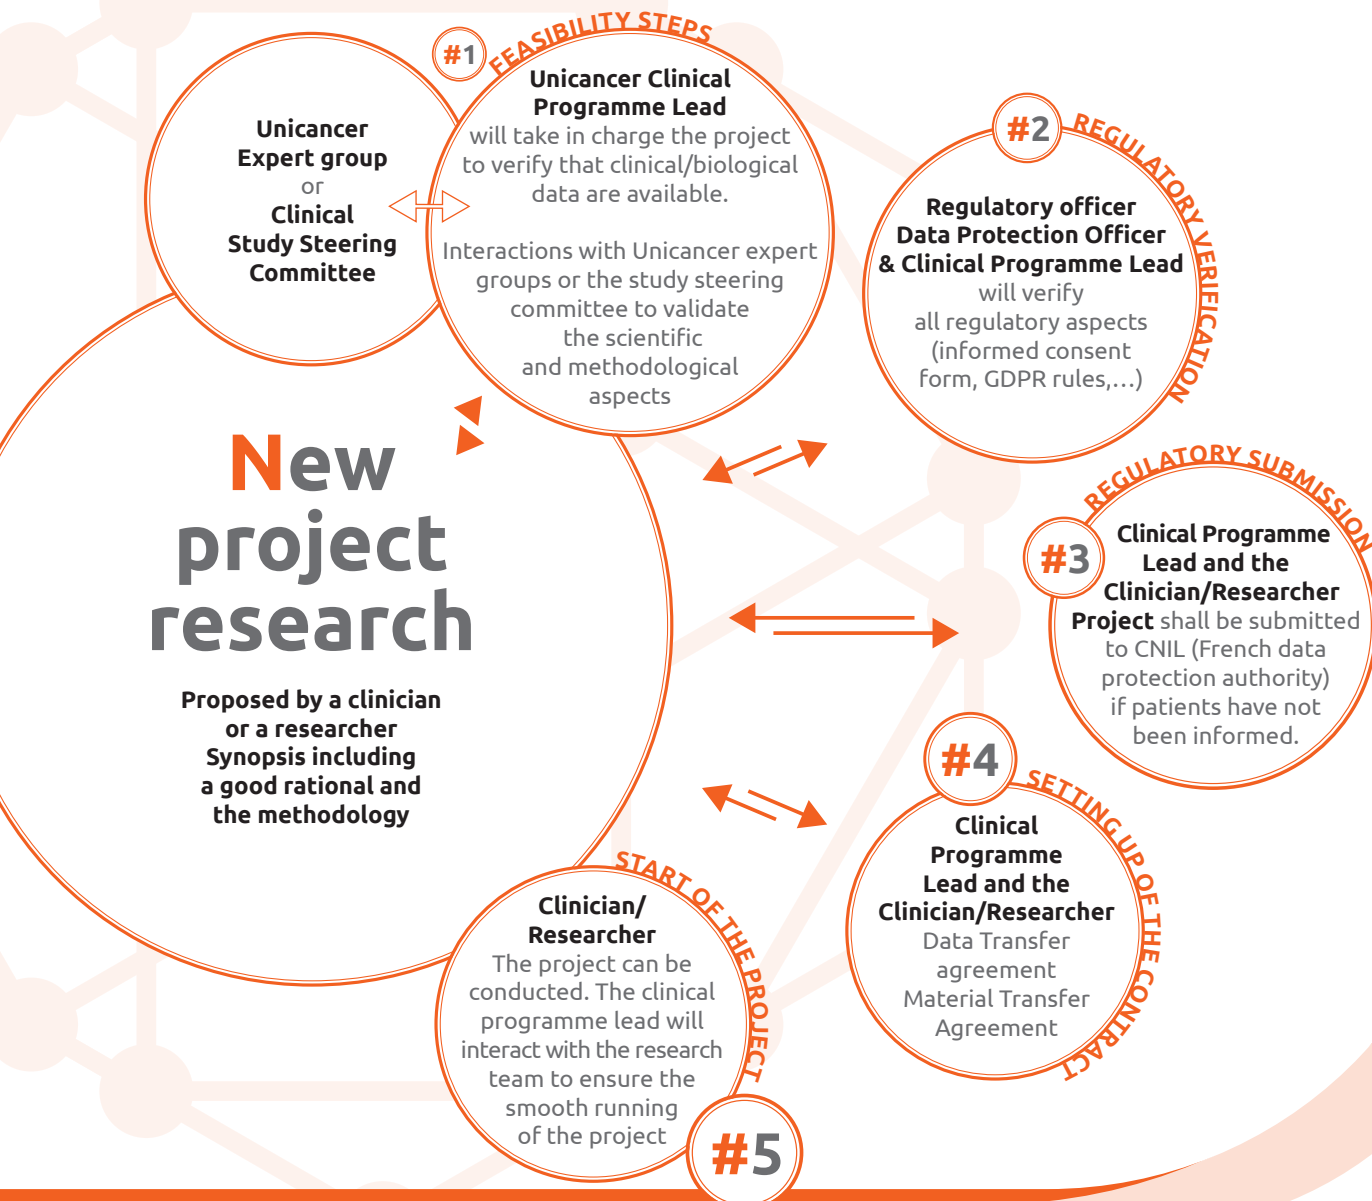 #1
FEASIBILITY STEPS
Unicancer
Expert group
or
Clinical
Study Steering
Committee
Unicancer Clinical
Programme Lead
will take in charge the project
to verify that clinical/biological
data are available.
Interactions with Unicancer expert
groups or the study steering
committee to validate
the scientific
and methodological
aspects
#2
REGULATORY VERIFICATION
Regulatory officer
Data Protection Officer
& Clinical Programme Lead
will verify
all regulatory aspects
(informed consent
form, GDPR rules,...)
New
project
research
Proposed by a clinician
or a researcher
Synopsis including
a good rational and
the methodology
#3
REGULATORY SUBMISSION
Clinical Programme
Lead and the
Clinician/Researcher
Project shall be submitted
to CNIL (French data
protection authority)
if patients have not
been informed.
#4
SETTING UP OF THE CONTRACT
Clinical
Programme
Lead and the
Clinician/Researcher
Data Transfer
agreement
Material Transfer
Agreement
START OF THE PROJECT
Clinician/
Researcher
The project can be
conducted. The clinical
programme lead will
interact with the research
team to ensure the
smooth running
of the project
#5